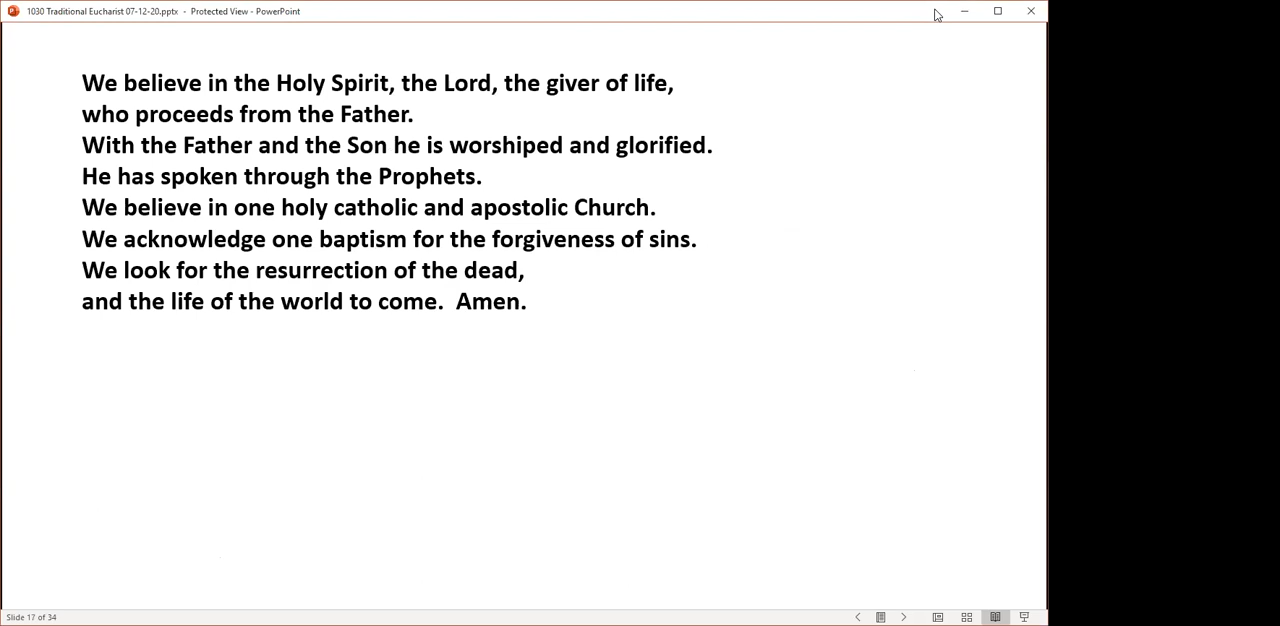 1030 Traditional Eucharist 07-12-20.pptx - Protected View - PowerPoint
We believe in the Holy Spirit, the Lord, the giver of life,
who proceeds from the Father.
With the Father and the Son he is worshiped and glorified.
He has spoken through the Prophets.
We believe in one holy catholic and apostolic Church.
We acknowledge one baptism for the forgiveness of sins.
We look for the resurrection of the dead,
and the life of the world to come.  Amen.
Slide 17 of 34